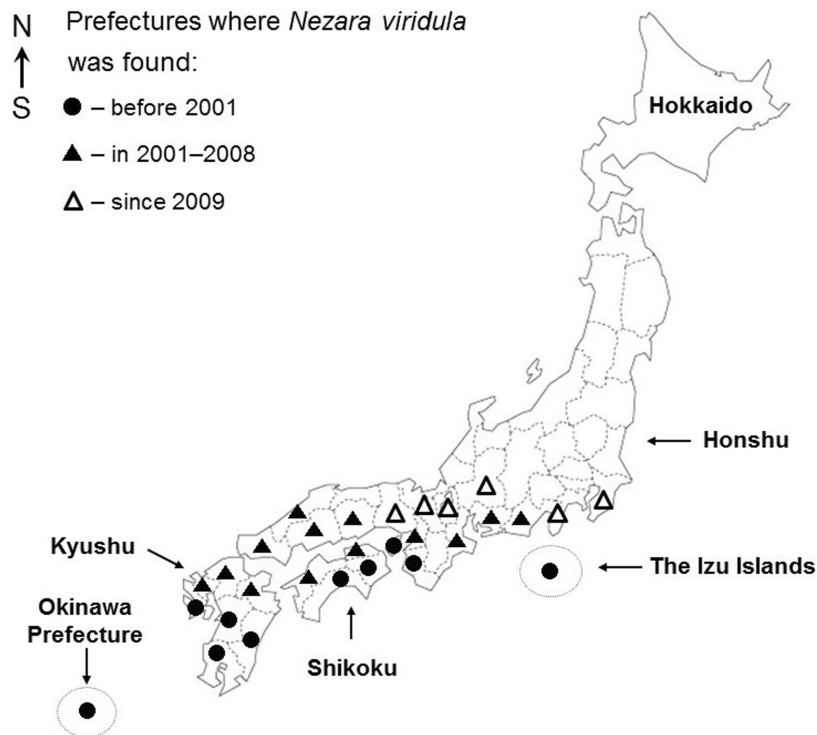 N
S
Prefectures where Nezara viridula
was found:
– before 2001
– in 2001–2008
– since 2009
Hokkaido
Honshu
Kyushu
The Izu Islands
Okinawa
Prefecture
Shikoku